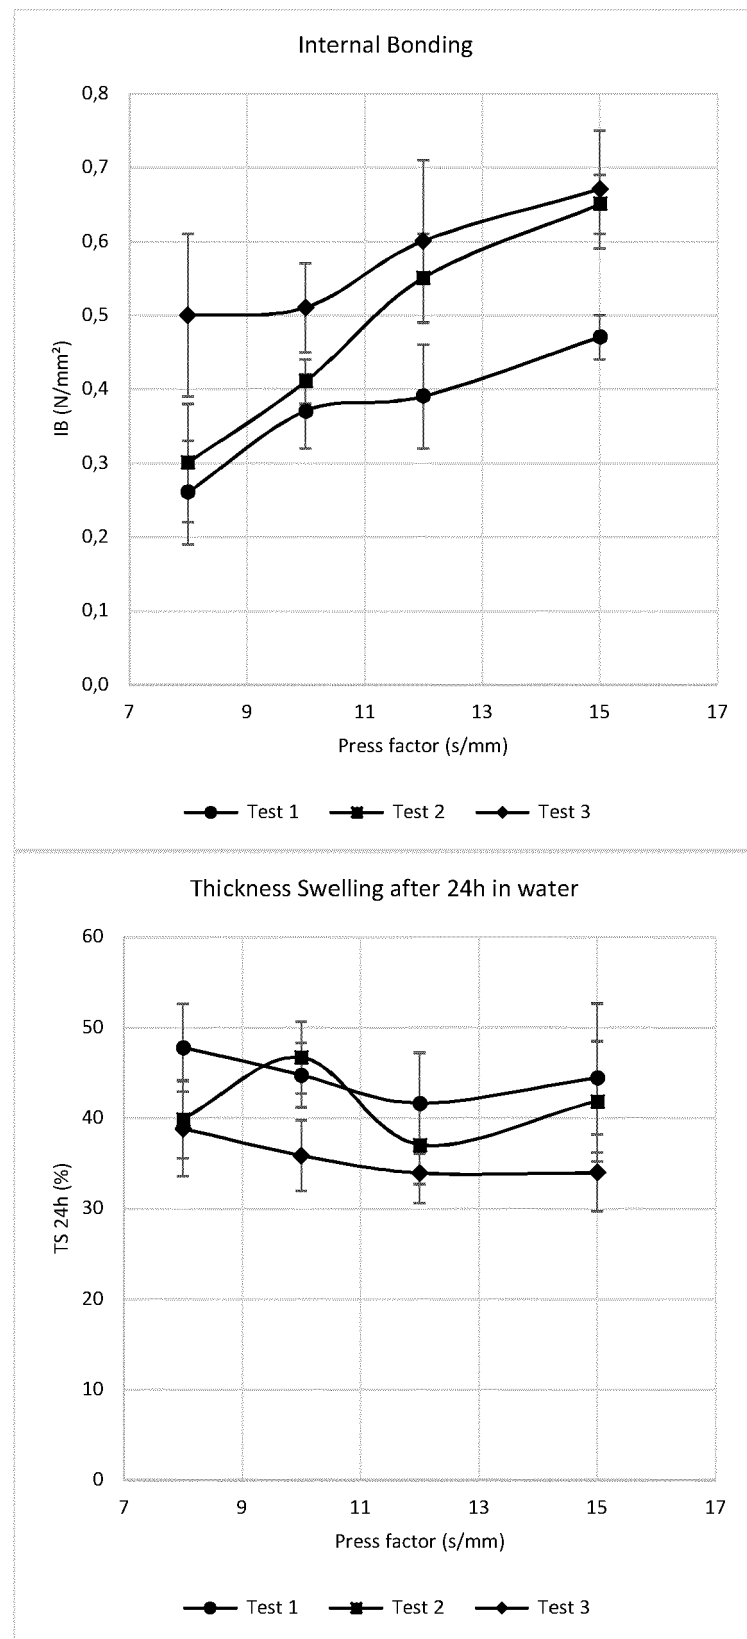 Internal Bonding
0,8
0,7
0,6
0,5
0,4
0,3
0,2
0,1
0,0
IB (N/mm²)
7 9 11 13 15 17
Press factor (s/mm)
Test 1 Test 2 Test 3
Thickness Swelling after 24h in water
60
50
40
30
20
10
0
TS 24h (%)
7 9 11 13 15 17
Press factor (s/mm)
Test 1 Test 2 Test 3